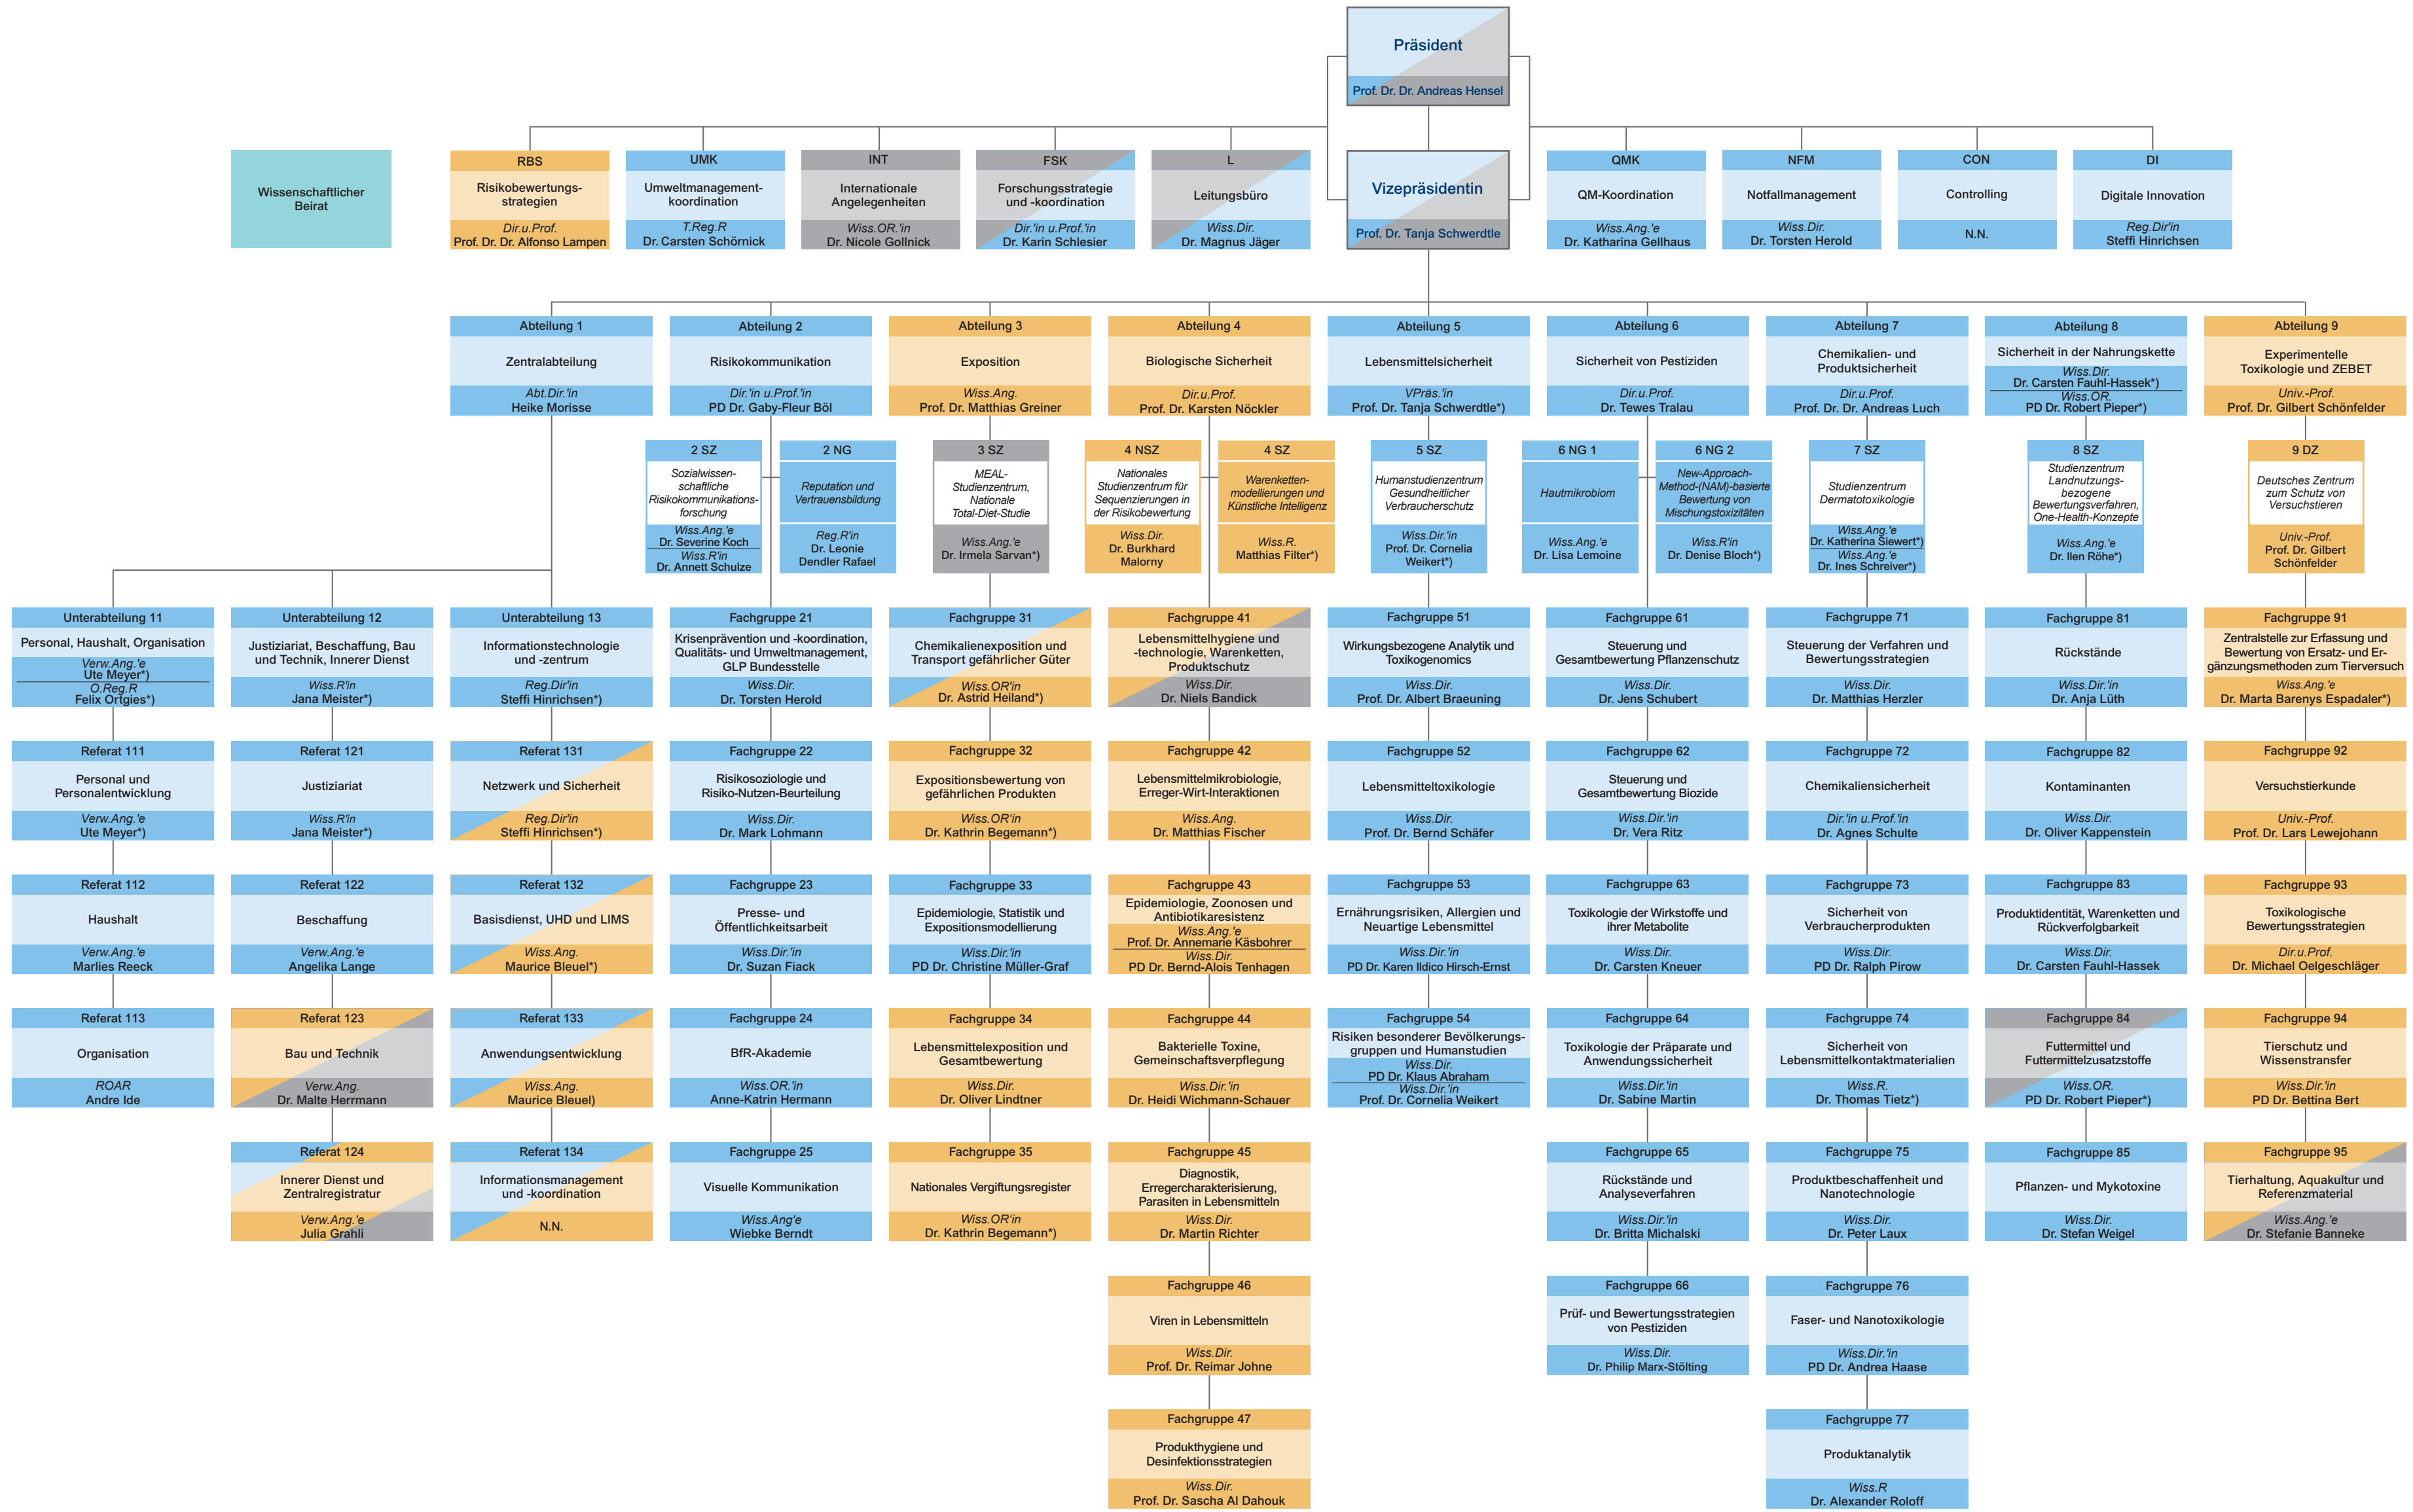 Präsident
Prof. Dr. Dr. Andreas Hensel
Wissenschaftlicher
Beirat
RBS
Risikobewertungs-
strategien
Dir.u.Prof.
Prof. Dr. Dr. Alfonso Lampen
UMK
Umweltmanagement-
koordination
T.Reg.R
Dr. Carsten Schörnick
INT
Internationale
Angelegenheiten
Wiss.OR.'in
Dr. Nicole Gollnick
FSK
Forschungsstrategie
und -koordination
Dir.'in u.Prof.'in
Dr. Karin Schlesier
L
Leitungsbüro
Wiss.Dir.
Dr. Magnus Jäger
Vizepräsidentin
Prof. Dr. Tanja Schwerdtle
QMK
QM-Koordination
Wiss.Ang.'e
Dr. Katharina Gellhaus
NFM
Notfallmanagement
Wiss.Dir.
Dr. Torsten Herold
CON
Controlling
N.N.
DI
Digitale Innovation
Reg.Dir'in
Steffi Hinrichsen
Abteilung 1
Zentralabteilung
Abt.Dir.'in
Heike Morisse
Abteilung 2
Risikokommunikation
Dir.'in u.Prof.'in
PD Dr. Gaby-Fleur Böl
Abteilung 3
Exposition
Wiss.Ang.
Prof. Dr. Matthias Greiner
Abteilung 4
Biologische Sicherheit
Dir.u.Prof.
Prof. Dr. Karsten Nöckler
Abteilung 5
Lebensmittelsicherheit
VPräs.'in
Prof. Dr. Tanja Schwerdtle*)
Abteilung 6
Sicherheit von Pestiziden
Dir.u.Prof.
Dr. Tewes Tralau
Abteilung 7
Chemikalien- und
Produktsicherheit
Dir.u.Prof.
Prof. Dr. Dr. Andreas Luch
Abteilung 8
Sicherheit in der Nahrungskette
Wiss.Dir.
Dr. Carsten Fauhl-Hassek*)
Wiss.OR.
PD Dr. Robert Pieper*)
Abteilung 9
Experimentelle
Toxikologie und ZEBET
Univ.-Prof.
Prof. Dr. Gilbert Schönfelder
2 SZ
Sozialwissen-
schaftliche
Risikokommunikations-
forschung
Wiss.Ang.'e
Dr. Severine Koch
Wiss.R'in
Dr. Annett Schulze
2 NG
Reputation und
Vertrauensbildung
Reg.R'in
Dr. Leonie
Dendler Rafael
3 SZ
MEAL-
Studienzentrum,
Nationale
Total-Diet-Studie
Wiss.Ang.'e
Dr. Irmela Sarvan*)
4 NSZ
Nationales
Studienzentrum für
Sequenzierungen in
der Risikobewertung
Wiss.Dir.
Dr. Burkhard
Malorny
4 SZ
Warenketten-
modellierungen und
Künstliche Intelligenz
Wiss.R.
Matthias Filter*)
5 SZ
Humanstudienzentrum
Gesundheitlicher
Verbraucherschutz
Wiss.Dir.'in
Prof. Dr. Cornelia
Weikert*)
6 NG 1
Hautmikrobiom
Wiss.Ang.'e
Dr. Lisa Lemoine
6 NG 2
New-Approach-
Method-(NAM)-basierte
Bewertung von
Mischungstoxizitäten
Wiss.R'in
Dr. Denise Bloch*)
7 SZ
Studienzentrum
Dermatotoxikologie
Wiss.Ang.'e
Dr. Katherina Siewert*)
Wiss.Ang.'e
Dr. Ines Schreiver*)
8 SZ
Studienzentrum
Landnutzungs-
bezogene
Bewertungsverfahren,
One-Health-Konzepte
Wiss.Ang.'e
Dr. Ilen Röhe*)
9 DZ
Deutsches Zentrum
zum Schutz von
Versuchstieren
Univ.-Prof.
Prof. Dr. Gilbert
Schönfelder
Unterabteilung 11
Personal, Haushalt, Organisation
Verw.Ang.'e
Ute Meyer*)
O.Reg.R
Felix Ortgies*)
Unterabteilung 12
Justiziariat, Beschaffung, Bau
und Technik, Innerer Dienst
Wiss.R'in
Jana Meister*)
Unterabteilung 13
Informationstechnologie
und -zentrum
Reg.Dir'in
Steffi Hinrichsen*)
Fachgruppe 21
Krisenprävention und -koordination,
Qualitäts- und Umweltmanagement,
GLP Bundesstelle
Wiss.Dir.
Dr. Torsten Herold
Fachgruppe 31
Chemikalienexposition und
Transport gefährlicher Güter
Wiss.OR'in
Dr. Astrid Heiland*)
Fachgruppe 41
Lebensmittelhygiene und
-technologie, Warenketten,
Produktschutz
Wiss.Dir.
Dr. Niels Bandick
Fachgruppe 51
Wirkungsbezogene Analytik und
Toxikogenomics
Wiss.Dir.
Prof. Dr. Albert Braeuning
Fachgruppe 61
Steuerung und
Gesamtbewertung Pflanzenschutz
Wiss.Dir.
Dr. Jens Schubert
Fachgruppe 71
Steuerung der Verfahren und
Bewertungsstrategien
Wiss.Dir.
Dr. Matthias Herzler
Fachgruppe 81
Rückstände
Wiss.Dir.'in
Dr. Anja Lüth
Fachgruppe 91
Zentralstelle zur Erfassung und
Bewertung von Ersatz- und Er-
gänzungsmethoden zum Tierversuch
Wiss.Ang.'e
Dr. Marta Barenys Espadaler*)
Referat 111
Personal und
Personalentwicklung
Verw.Ang.'e
Ute Meyer*)
Referat 121
Justiziariat
Wiss.R'in
Jana Meister*)
Referat 131
Netzwerk und Sicherheit
Reg.Dir'in
Steffi Hinrichsen*)
Fachgruppe 22
Risikosoziologie und
Risiko-Nutzen-Beurteilung
Wiss.Dir.
Dr. Mark Lohmann
Fachgruppe 32
Expositionsbewertung von
gefährlichen Produkten
Wiss.OR'in
Dr. Kathrin Begemann*)
Fachgruppe 42
Lebensmittelmikrobiologie,
Erreger-Wirt-Interaktionen
Wiss.Ang.
Dr. Matthias Fischer
Fachgruppe 52
Lebensmitteltoxikologie
Wiss.Dir.
Prof. Dr. Bernd Schäfer
Fachgruppe 62
Steuerung und
Gesamtbewertung Biozide
Wiss.Dir.'in
Dr. Vera Ritz
Fachgruppe 72
Chemikaliensicherheit
Dir.'in u.Prof.'in
Dr. Agnes Schulte
Fachgruppe 82
Kontaminanten
Wiss.Dir.
Dr. Oliver Kappenstein
Fachgruppe 92
Versuchstierkunde
Univ.-Prof.
Prof. Dr. Lars Lewejohann
Referat 112
Haushalt
Verw.Ang.'e
Marlies Reeck
Referat 122
Beschaffung
Verw.Ang.'e
Angelika Lange
Referat 132
Basisdienst, UHD und LIMS
Wiss.Ang.
Maurice Bleuel*)
Fachgruppe 23
Presse- und
Öffentlichkeitsarbeit
Wiss.Dir.'in
Dr. Suzan Fiack
Fachgruppe 33
Epidemiologie, Statistik und
Expositionsmodellierung
Wiss.Dir.'in
PD Dr. Christine Müller-Graf
Fachgruppe 43
Epidemiologie, Zoonosen und
Antibiotikaresistenz
Wiss.Ang.'e
Prof. Dr. Annemarie Käsbohrer
Wiss.Dir.
PD Dr. Bernd-Alois Tenhagen
Fachgruppe 53
Ernährungsrisiken, Allergien und
Neuartige Lebensmittel
Wiss.Dir.'in
PD Dr. Karen Ildico Hirsch-Ernst
Fachgruppe 63
Toxikologie der Wirkstoffe und
ihrer Metabolite
Wiss.Dir.
Dr. Carsten Kneuer
Fachgruppe 73
Sicherheit von
Verbraucherprodukten
Wiss.Dir.
PD Dr. Ralph Pirow
Fachgruppe 83
Produktidentität, Warenketten und
Rückverfolgbarkeit
Wiss.Dir.
Dr. Carsten Fauhl-Hassek
Fachgruppe 93
Toxikologische
Bewertungsstrategien
Dir.u.Prof.
Dr. Michael Oelgeschläger
Referat 113
Organisation
ROAR
Andre Ide
Referat 123
Bau und Technik
Verw.Ang.
Dr. Malte Herrmann
Referat 133
Anwendungsentwicklung
Wiss.Ang.
Maurice Bleuel)
Fachgruppe 24
BfR-Akademie
Wiss.OR.'in
Anne-Katrin Hermann
Fachgruppe 34
Lebensmittelexposition und
Gesamtbewertung
Wiss.Dir.
Dr. Oliver Lindtner
Fachgruppe 44
Bakterielle Toxine,
Gemeinschaftsverpflegung
Wiss.Dir.'in
Dr. Heidi Wichmann-Schauer
Fachgruppe 54
Risiken besonderer Bevölkerungs-
gruppen und Humanstudien
Wiss.Dir.
PD Dr. Klaus Abraham
Wiss.Dir.'in
Prof. Dr. Cornelia Weikert
Fachgruppe 64
Toxikologie der Präparate und
Anwendungssicherheit
Wiss.Dir.'in
Dr. Sabine Martin
Fachgruppe 74
Sicherheit von
Lebensmittelkontaktmaterialien
Wiss.R.
Dr. Thomas Tietz*)
Fachgruppe 84
Futtermittel und
Futtermittelzusatzstoffe
Wiss.OR.
PD Dr. Robert Pieper*)
Fachgruppe 94
Tierschutz und
Wissenstransfer
Wiss.Dir.'in
PD Dr. Bettina Bert
Referat 124
Innerer Dienst und
Zentralregistratur
Verw.Ang.'e
Julia Grahli
Referat 134
Informationsmanagement
und -koordination
N.N.
Fachgruppe 25
Visuelle Kommunikation
Wiss.Ang'e
Wiebke Berndt
Fachgruppe 35
Nationales Vergiftungsregister
Wiss.OR'in
Dr. Kathrin Begemann*)
Fachgruppe 45
Diagnostik,
Erregercharakterisierung,
Parasiten in Lebensmitteln
Wiss.Dir.
Dr. Martin Richter
Fachgruppe 65
Rückstände und
Analyseverfahren
Wiss.Dir.'in
Dr. Britta Michalski
Fachgruppe 75
Produktbeschaffenheit und
Nanotechnologie
Wiss.Dir.
Dr. Peter Laux
Fachgruppe 85
Pflanzen- und Mykotoxine
Wiss.Dir.
Dr. Stefan Weigel
Fachgruppe 95
Tierhaltung, Aquakultur und
Referenzmaterial
Wiss.Ang.'e
Dr. Stefanie Banneke
Fachgruppe 46
Viren in Lebensmitteln
Wiss.Dir.
Prof. Dr. Reimar Johne
Fachgruppe 66
Prüf- und Bewertungsstrategien
von Pestiziden
Wiss.Dir.
Dr. Philip Marx-Stölting
Fachgruppe 76
Faser- und Nanotoxikologie
Wiss.Dir.'in
PD Dr. Andrea Haase
Fachgruppe 47
Produkthygiene und
Desinfektionsstrategien
Wiss.Dir.
Prof. Dr. Sascha Al Dahouk
Fachgruppe 77
Produktanalytik
Wiss.R
Dr. Alexander Roloff